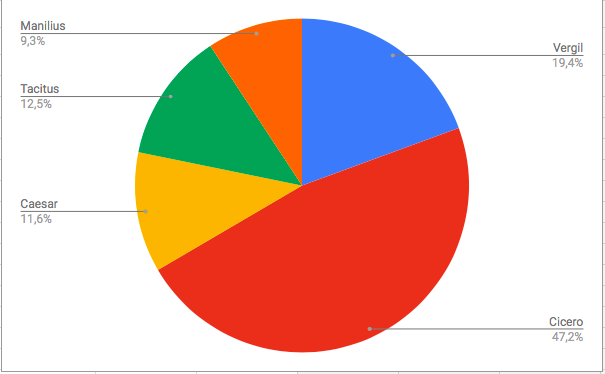 Manilius
9,3%
Vergil
19,4%
Tacitus
12,5%
Caesar
11,6%
Cicero
47,2%